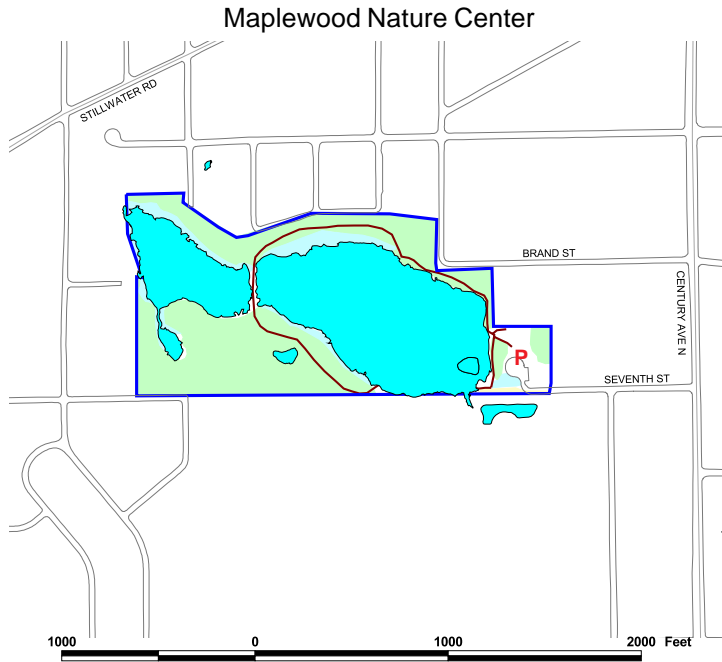 Maplewood Nature Center
STILLWATER RD
BRAND ST
CENTURY AVE N
P
SEVENTH ST
1000 0 1000 2000 Feet